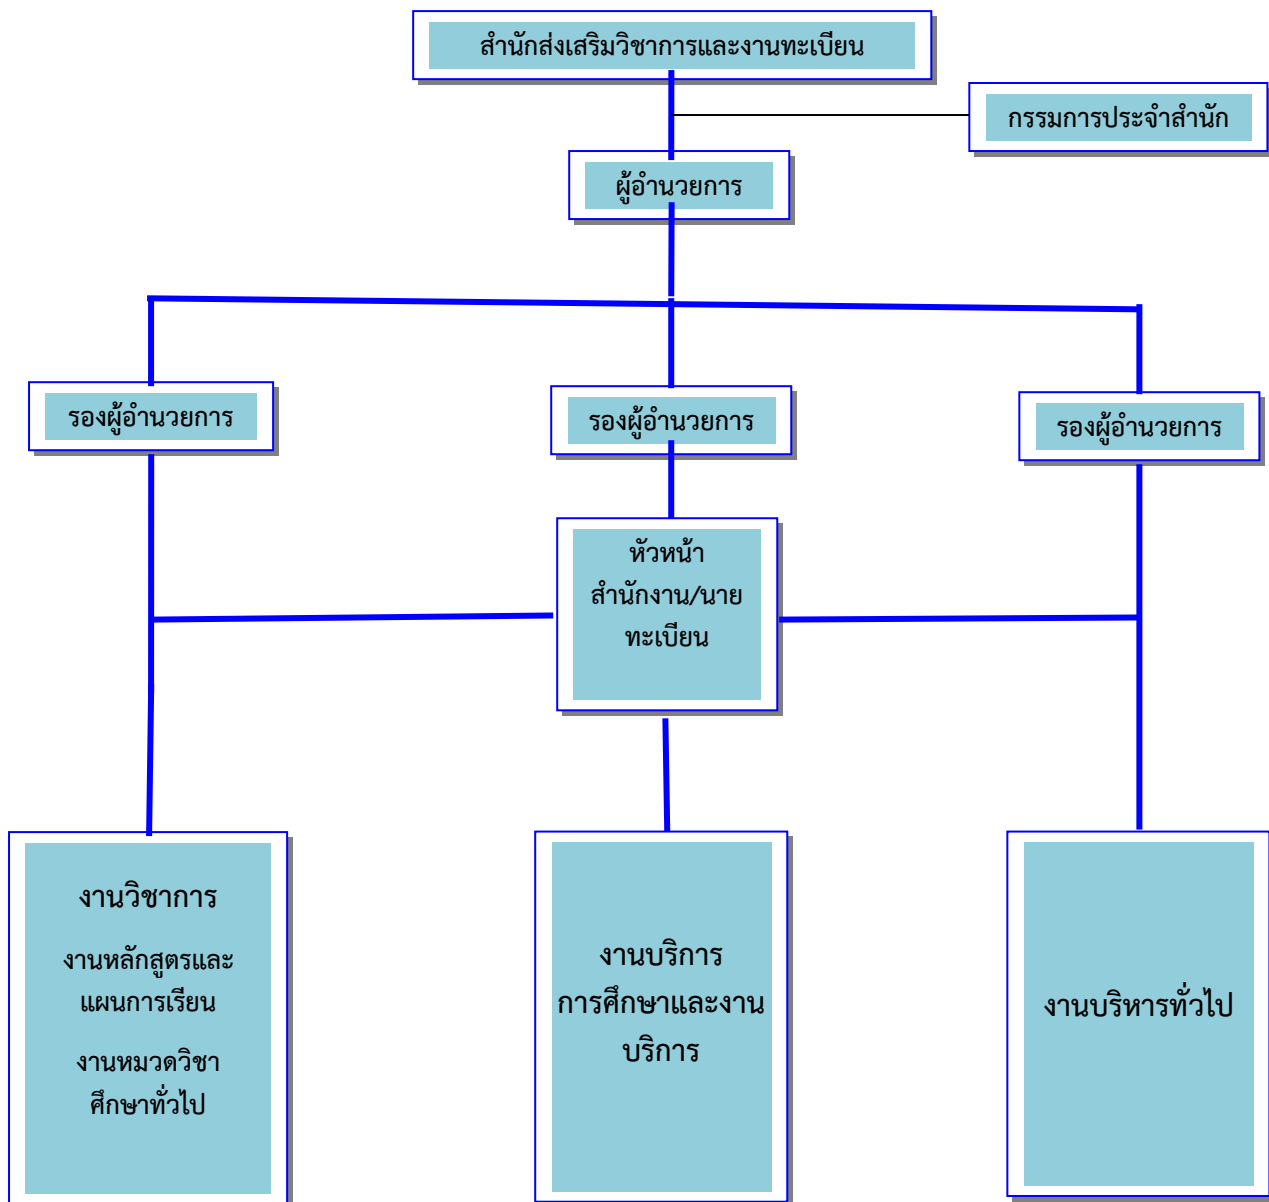 สำนักส่งเสริมวิชาการและงานทะเบียน
กรรมการประจำสำนัก
ผู้อำนวยการ
รองผู้อำนวยการ
รองผู้อำนวยการ
รองผู้อำนวยการ
หัวหน้า
สำนักงาน/นาย
ทะเบียน
งานวิชาการ
งานหลักสูตรและ
แผนการเรียน
งานหมวดวิชา
ศึกษาทั่วไป
งานบริการ
การศึกษาและงาน
บริการ
งานบริหารทั่วไป